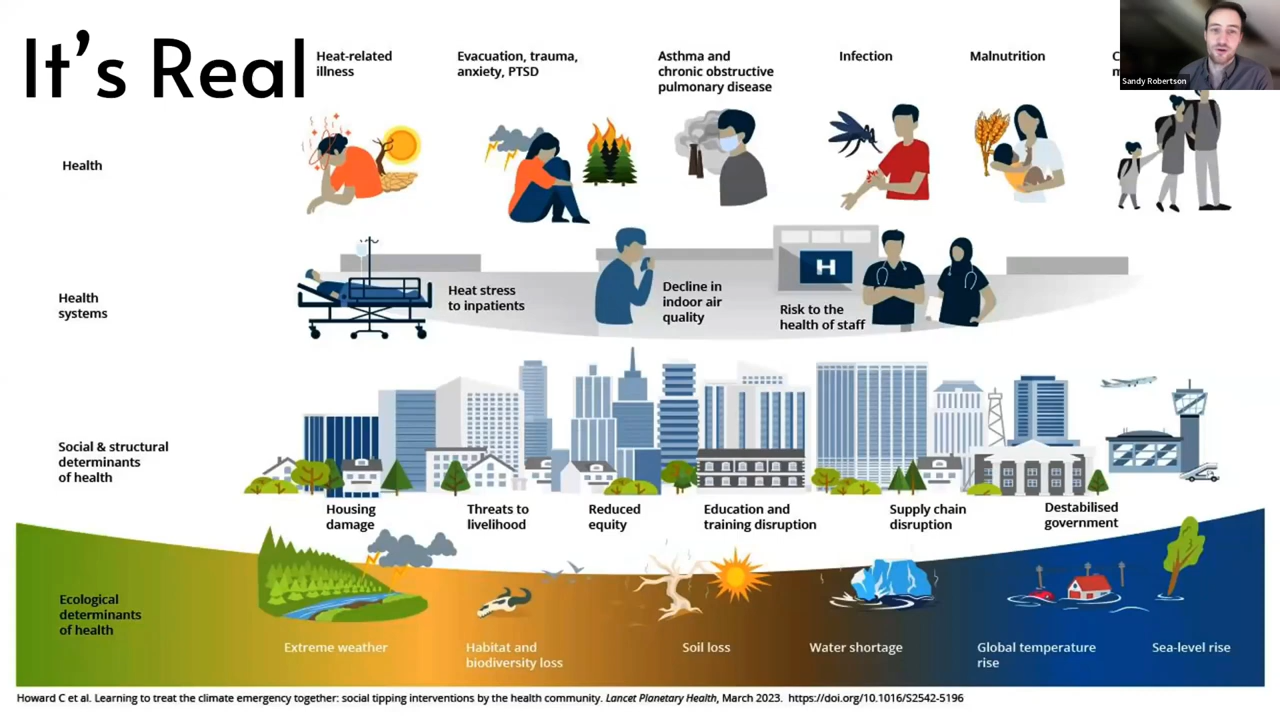 It's Real
Heat-related
illness
Evacuation, trauma,
anxiety, PTSD
Asthma and
chronic obstructive
pulmonary disease
Infection
Malnutrition
Sandy Robertson
Health
Health
systems
Heat stress
to inpatients
Decline in
indoor air
quality
H
Risk to the
health of staff
Social & structural
determinants
of health
Housing
damage
Threats to
livelihood
Reduced
equity
Education and
training disruption
Supply chain
disruption
Destabilised
government
Ecological
determinants
of health
Extreme weather
Habitat and
biodiversity loss
Soil loss
Water shortage
Global temperature
rise
Sea-level rise
Howard C et al. Learning to treat the climate emergency together: social tipping interventions by the health community. Lancet Planetary Health, March 2023. https://doi.org/10.1016/S2542-5196